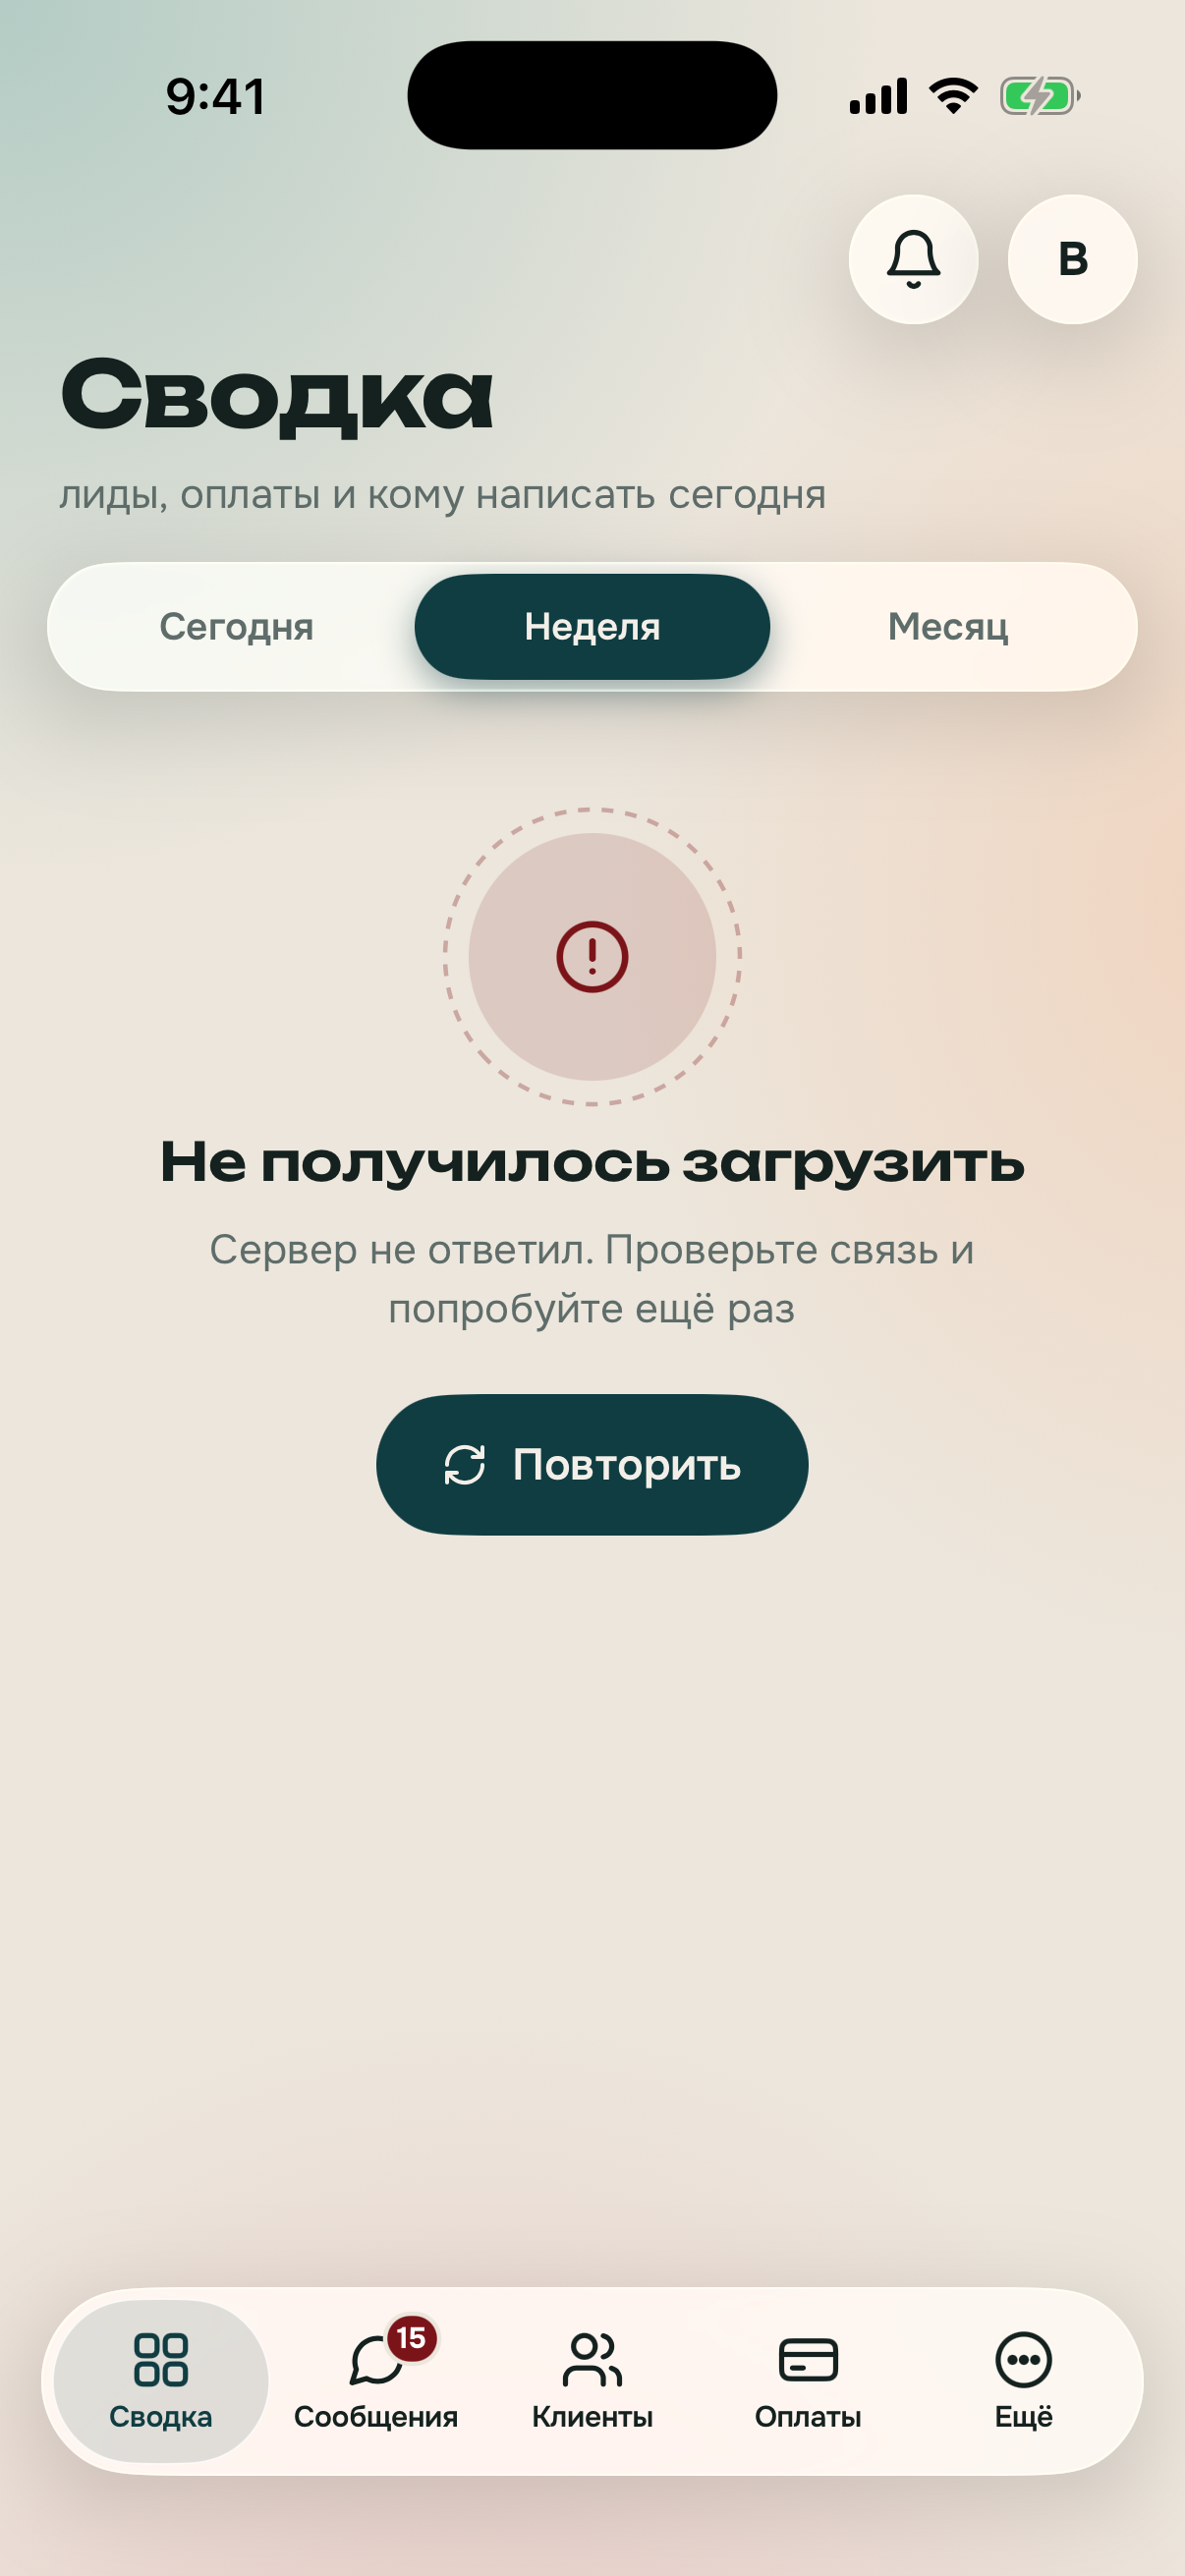 9:41
B
Сводка
лиды, оплаты и кому написать сегодня
Сегодня Неделя Месяц
Не получилось загрузить
Сервер не ответил. Проверьте связь и
попробуйте ещё раз
Повторить
15
Сводка Сообщения Клиенты Оплаты Ещё